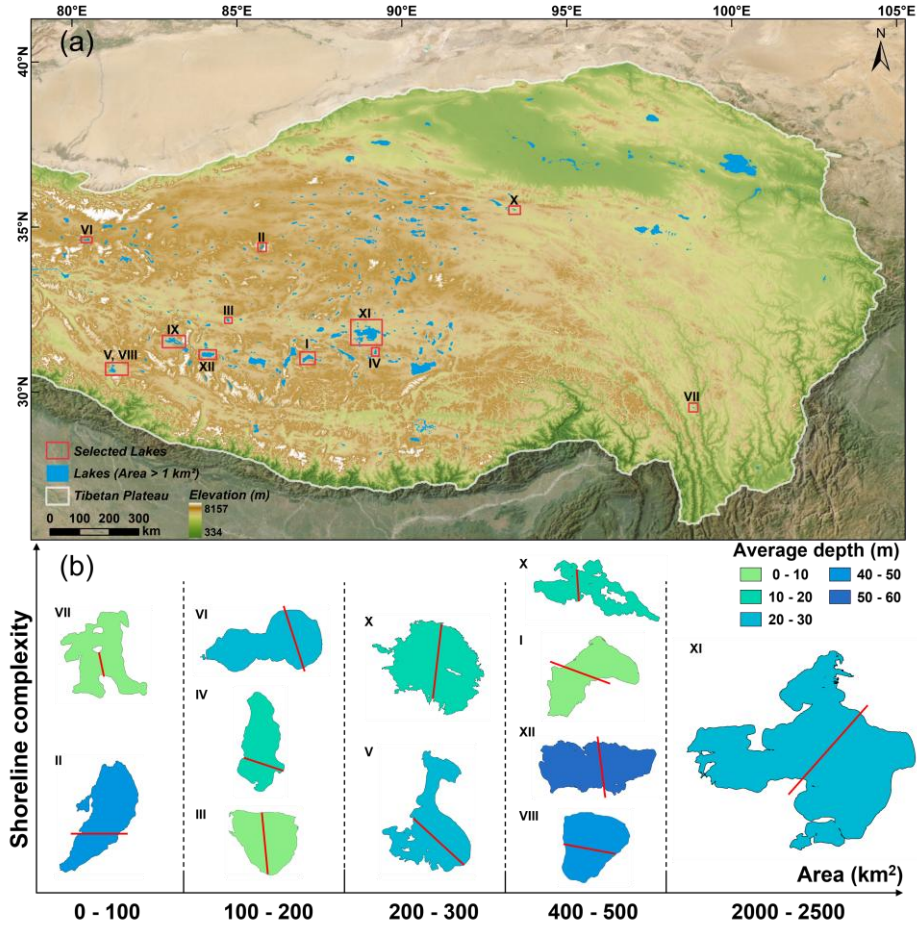 80°E 85°E 90°E 95°E 100°E 105°E
(a)
N
40°N
35°N
30°N
X
VI
II
III
XI
IX
I
IV
V, VIII
XII
VII
Selected Lakes
Lakes (Area > 1 km²)
Tibetan Plateau
Elevation (m)
8157
334
0 100 200 300
km
(b)
Shoreline complexity
Average depth (m)
0 - 10
40 - 50
10 - 20
50 - 60
20 - 30
VII
II
VI
IV
III
X
V
X
I
XII
VIII
XI
Area (km²)
0 - 100
100 - 200
200 - 300
400 - 500
2000 - 2500